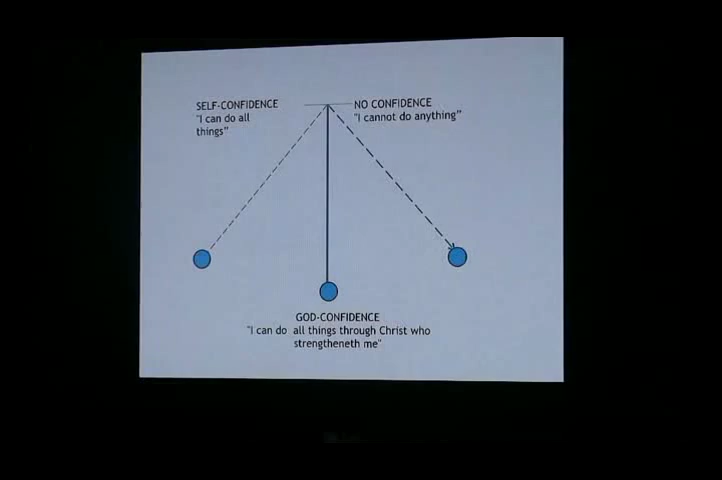 SELF-CONFIDENCE
"I can do all
things"
NO CONFIDENCE
"I cannot do anything"
GOD-CONFIDENCE
"I can do all things through Christ who
strengtheneth me"